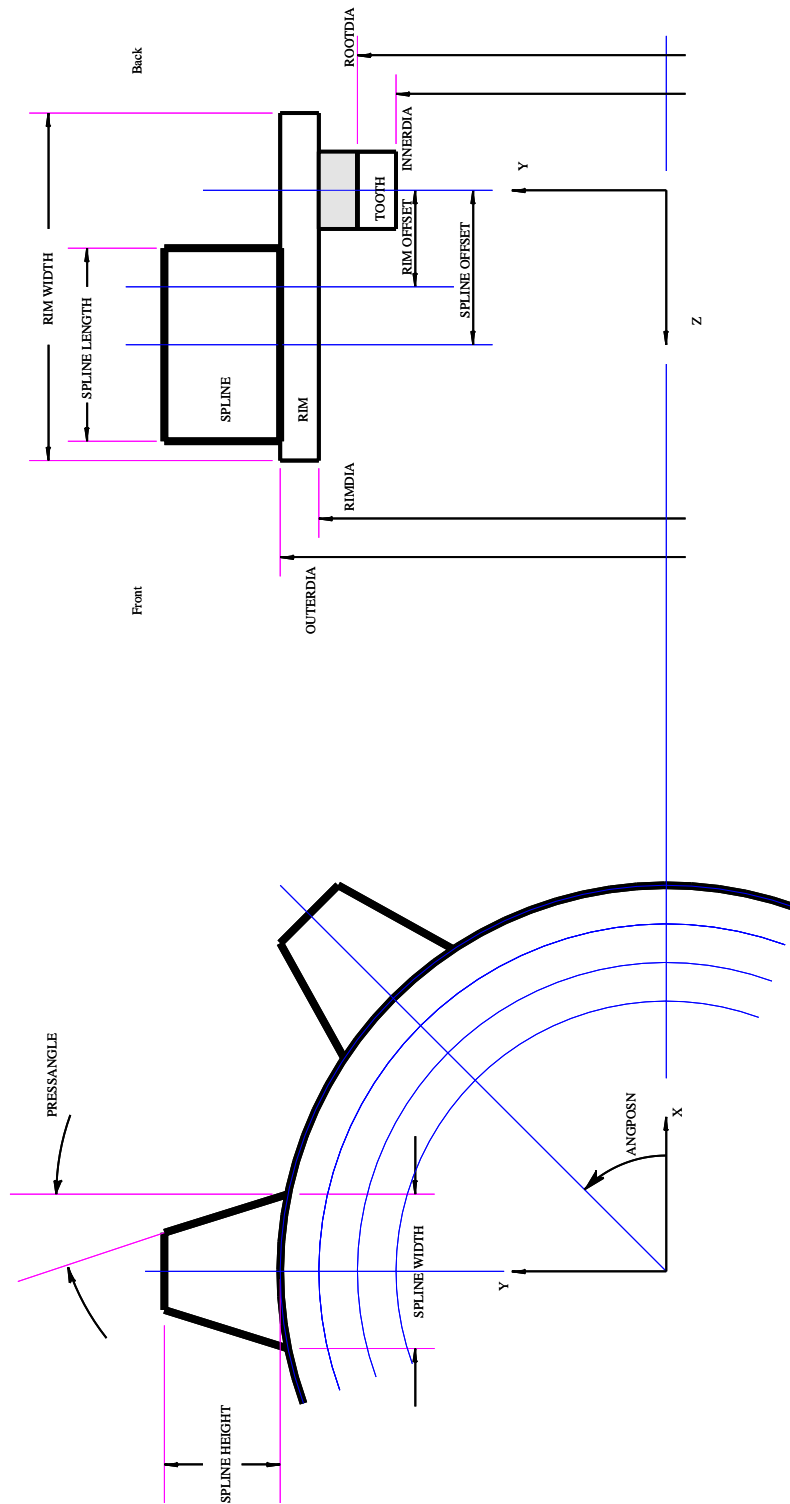 Back
ROOTDIA
INNERDIA
Y
TOOTH
RIM OFFSET
SPLINE OFFSET
RIM WIDTH
SPLINE LENGTH
SPLINE
RIM
Z
RIMDIA
OUTERDIA
Front
PRESSANGLE
ANGPOSN
X
Y
SPLINE WIDTH
SPLINE HEIGHT